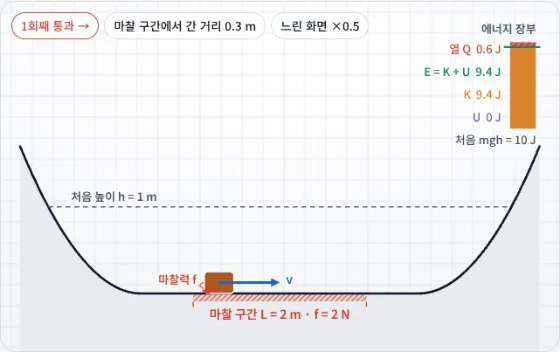 1회째 통과 →
마찰 구간에서 간 거리 0.3 m
느린 화면 ×0.5
에너지 장부
열 Q 0.6 J
E = K + U 9.4 J
K 9.4 J
U 0 J
처음 mgh = 10 J
처음 높이 h = 1 m
마찰력 f
v
마찰 구간 L = 2 m · f = 2 N